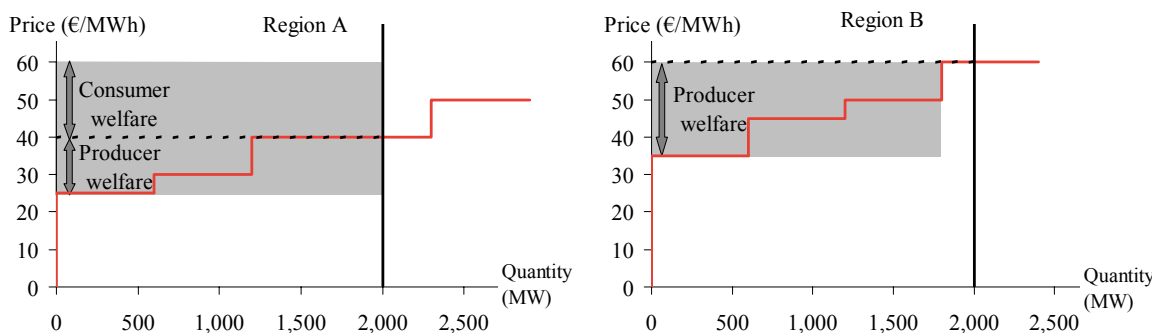 Price (€/MWh)
Region A
60
50
40
30
20
10
0
Consumer
welfare
Producer
welfare
Quantity
(MW)
0 500 1,000 1,500 2,000 2,500
Price (€/MWh)
Region B
60
50
40
30
20
10
0
Producer
welfare
Quantity
(MW)
0 500 1,000 1,500 2,000 2,500